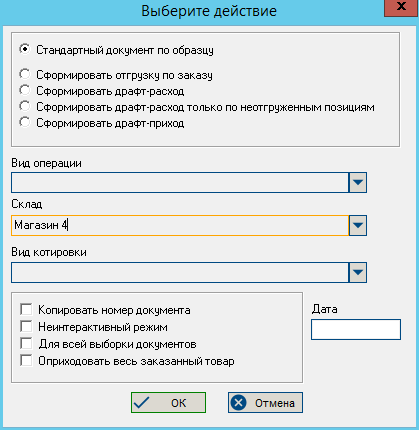 Выберите действие
x
Стандартный документ по образцу
Сформировать отгрузку по заказу
Сформировать драфт-расход
Сформировать драфт-расход только по неотгруженным позициям
Сформировать драфт-приход
Вид операции
Склад
Магазин 4
Вид котировки
Копировать номер документа
Неинтерактивный режим
Для всей выборки документов
Оприходовать весь заказанный товар
Дата
ОК
Отмена